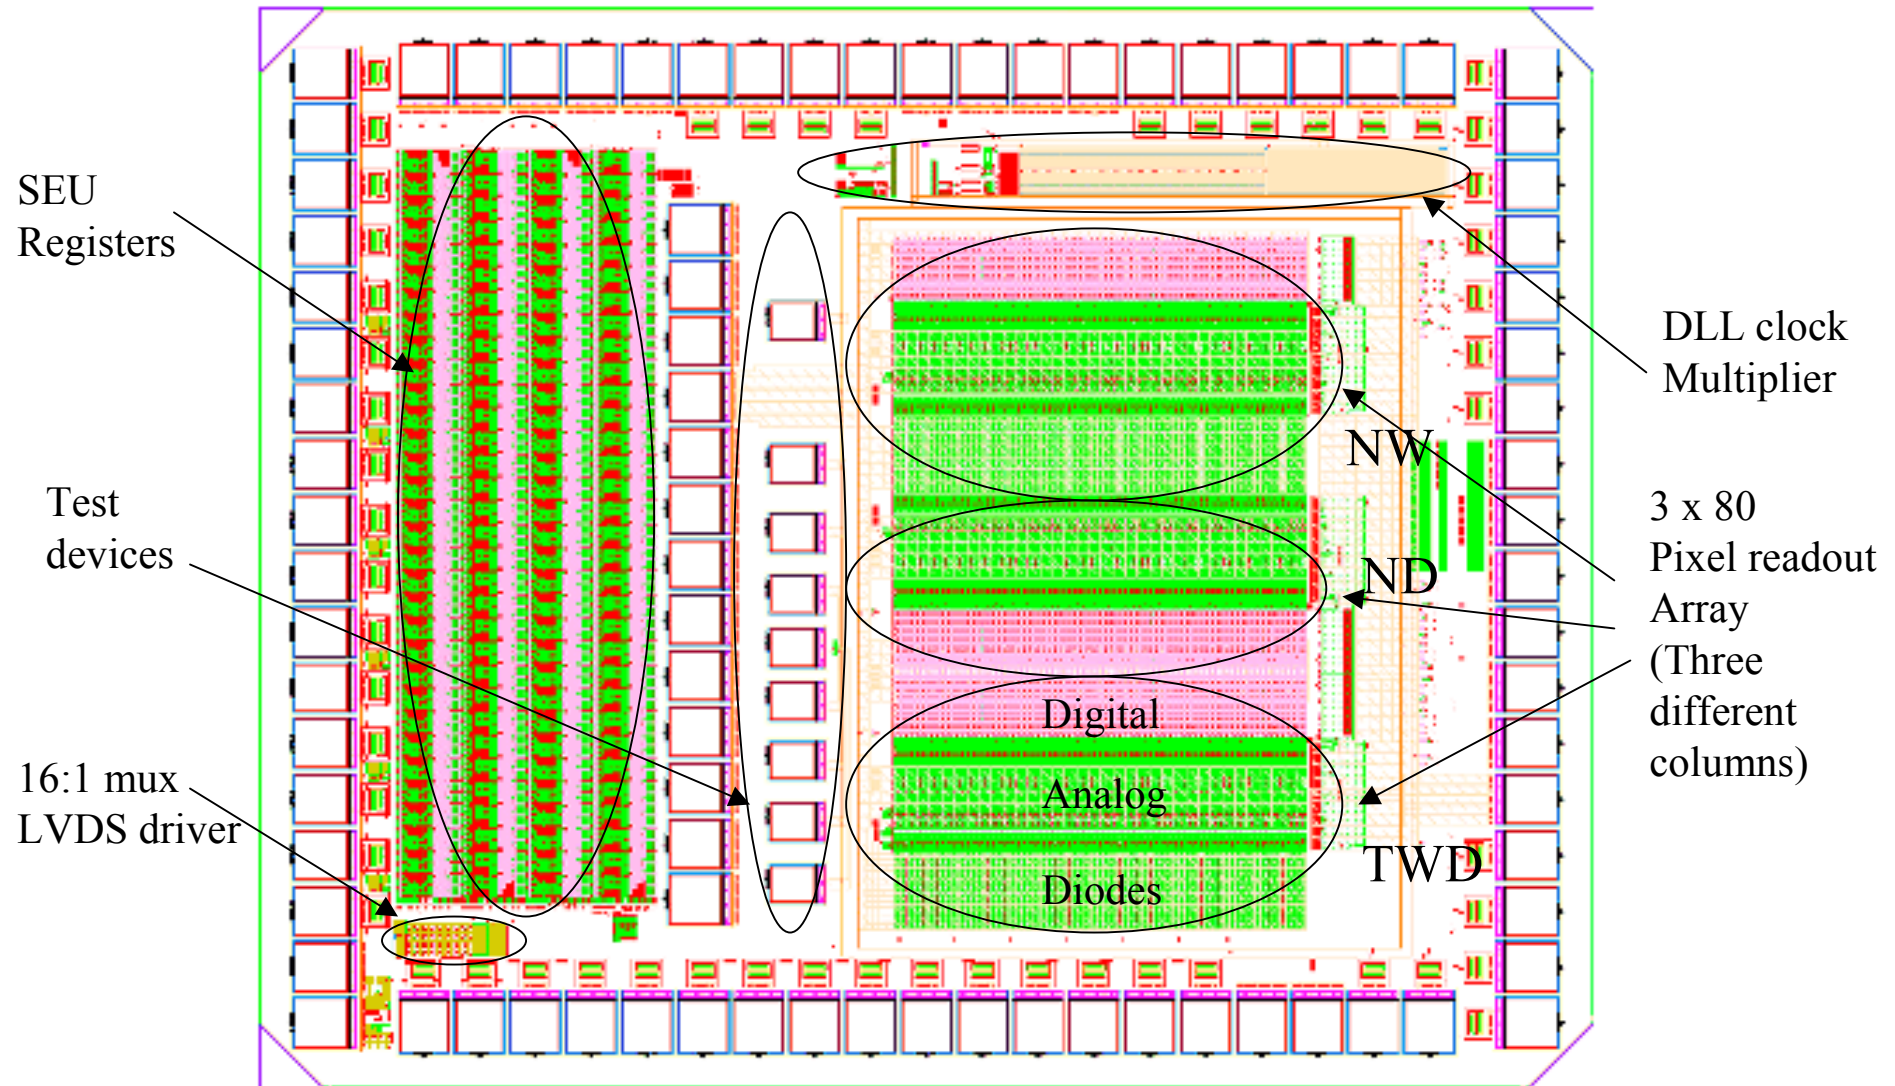 SEU
Registers
Test
devices
16:1 mux
LVDS driver
DLL clock
Multiplier
NW
ND
TWD
3 x 80
Pixel readout
Array
(Three
different
columns)
Digital
Analog
Diodes